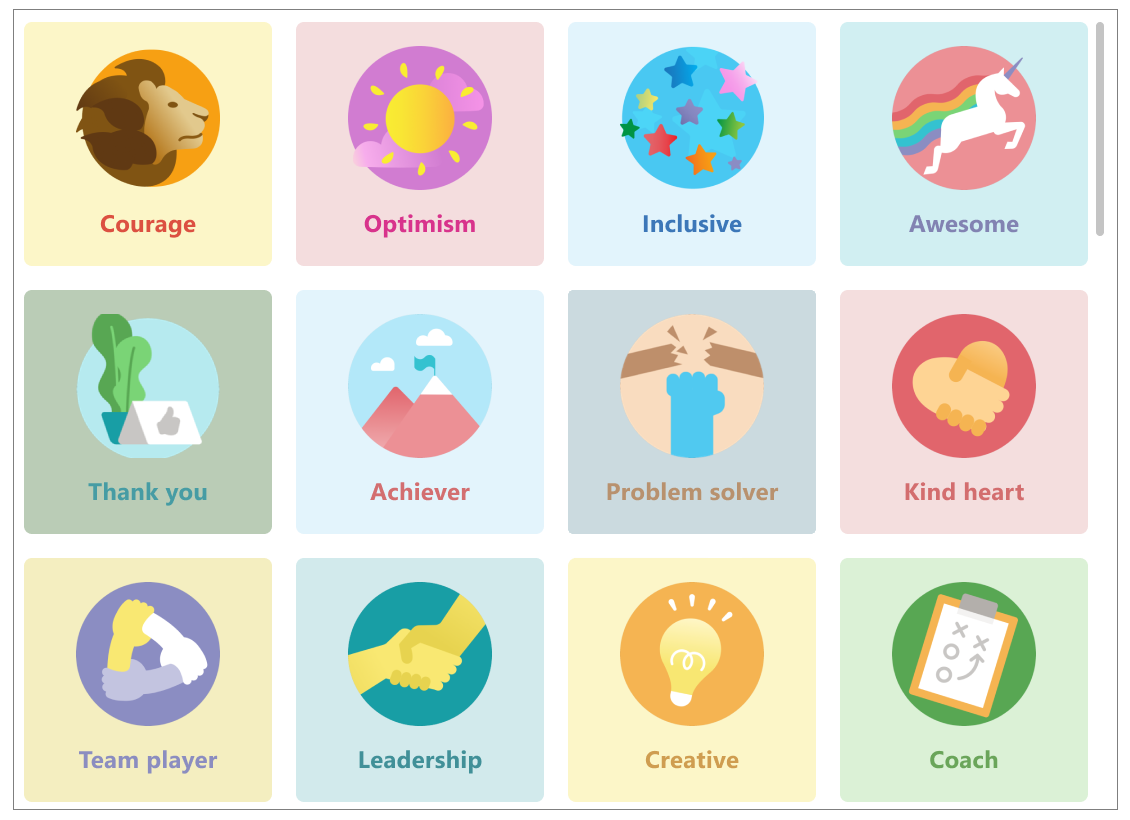 Courage
Optimism
Inclusive
Awesome
Thank you
Achiever
Problem solver
Kind heart
Team player
Leadership
Creative
Coach